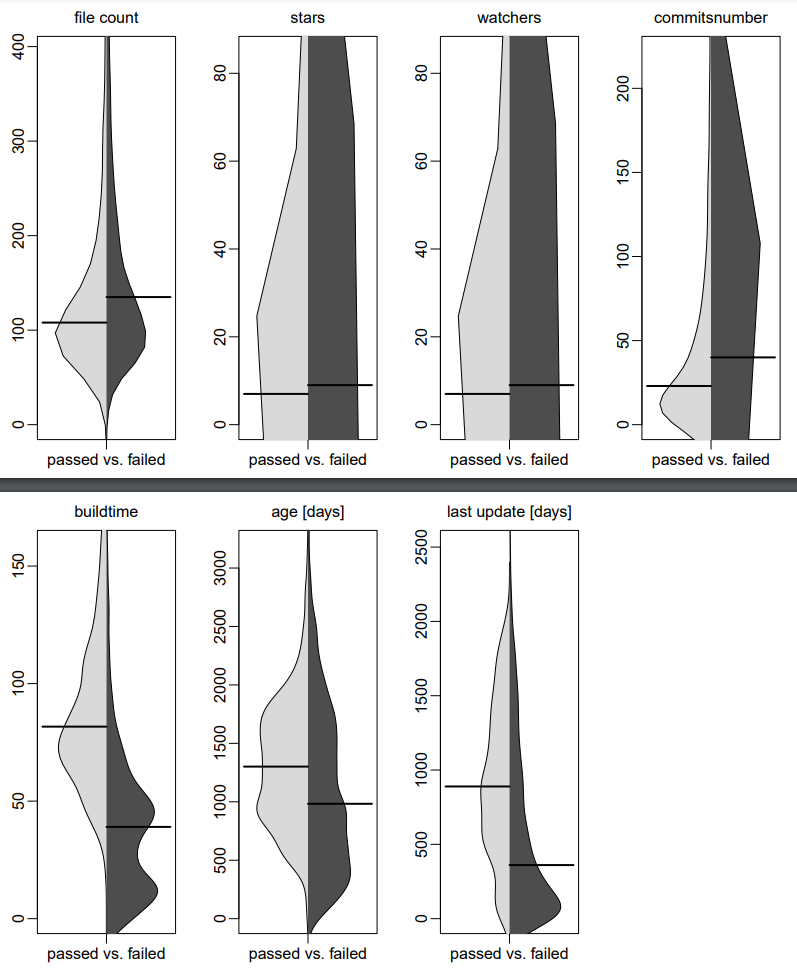 file count
stars
watchers
commitsnumber
400
300
200
100
0
80
60
40
20
0
80
60
40
20
0
200
150
100
50
0
passed vs. failed
passed vs. failed
passed vs. failed
passed vs. failed
buildtime
age [days]
last update [days]
150
100
50
0
3000
2500
2000
1500
1000
500
0
2500
2000
1500
1000
500
0
passed vs. failed
passed vs. failed
passed vs. failed